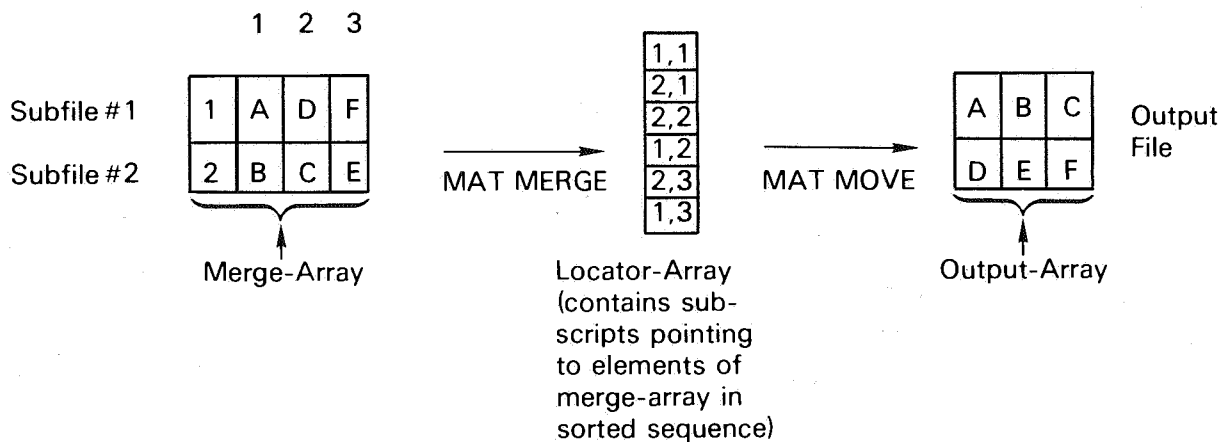 1 2 3
Subfile #1 1 A D F
Subfile #2 2 B C E
Merge-Array
MAT MERGE
1,1
2,1
2,2
1,2
2,3
1,3
Locator-Array
(contains sub-
scripts pointing
to elements of
merge-array in
sorted sequence)
MAT MOVE
A B C
D E F
Output
File
Output-Array